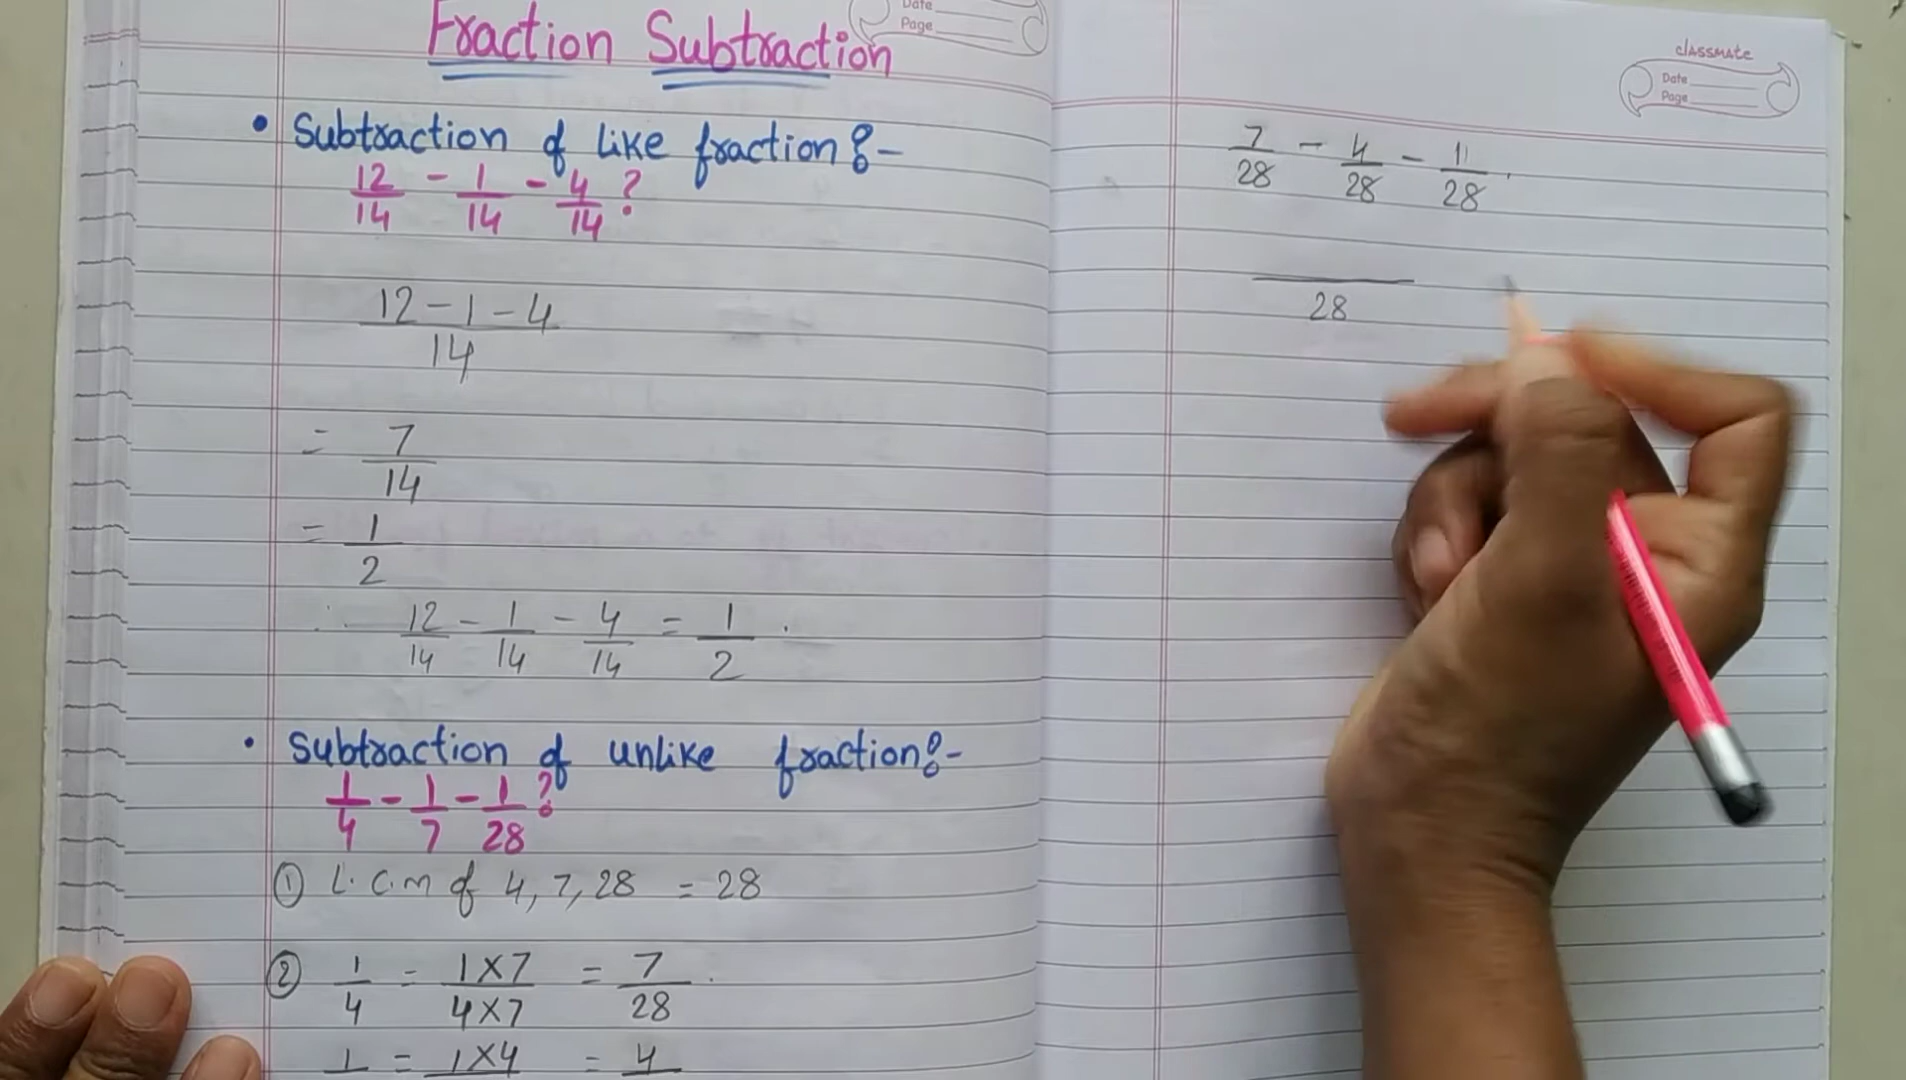 Fraction Subtraction
Date
Page
• Subtraction of like fraction :-
12/14 - 1/14 - 4/14 ?
12 - 1 - 4 / 14
= 7/14
= 1/2
12/14 - 1/14 - 4/14 = 1/2 .
• Subtraction of unlike fraction :-
1/4 - 1/7 - 1/28 ?
① L.C.M of 4, 7, 28 = 28
② 1/4 = 1×7/4×7 = 7/28 .
1 = 1×4 = 4
classmate
Date
Page
7/28 - 4/28 - 1/28 .
28